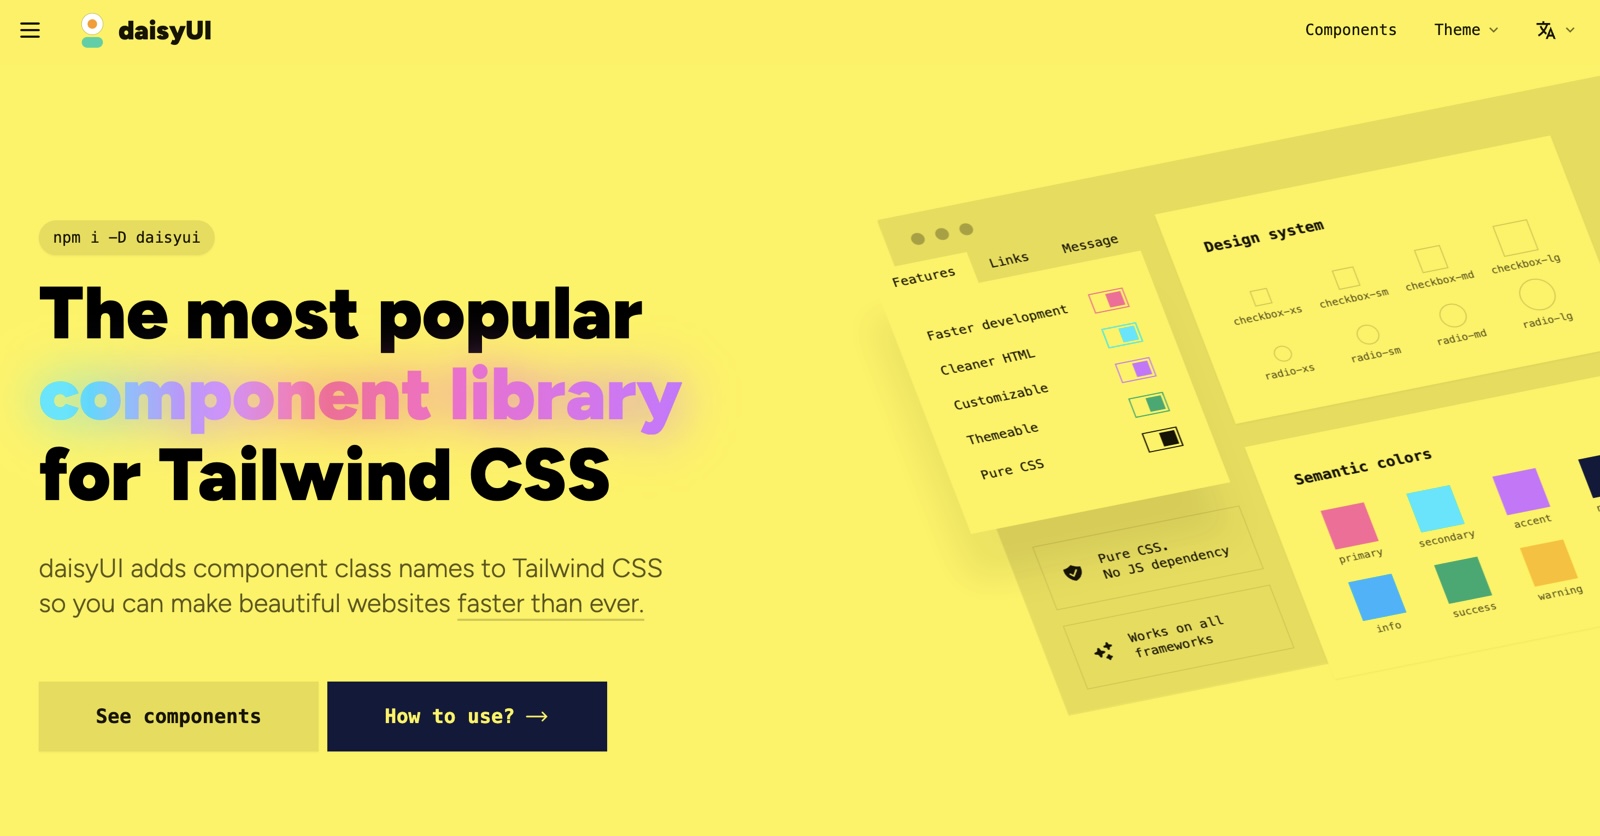 daisyUI
Components
Theme
npm i -D daisyui
The most popular
component library
for Tailwind CSS
daisyUI adds component class names to Tailwind CSS
so you can make beautiful websites faster than ever.
See components
How to use? →
Features
Links
Message
Faster development
Cleaner HTML
Customizable
Themeable
Pure CSS
Pure CSS.
No JS dependency
Works on all
frameworks
Design system
checkbox-xs
checkbox-sm
checkbox-md
checkbox-lg
radio-xs
radio-sm
radio-md
radio-lg
Semantic colors
primary
secondary
accent
info
success
warning